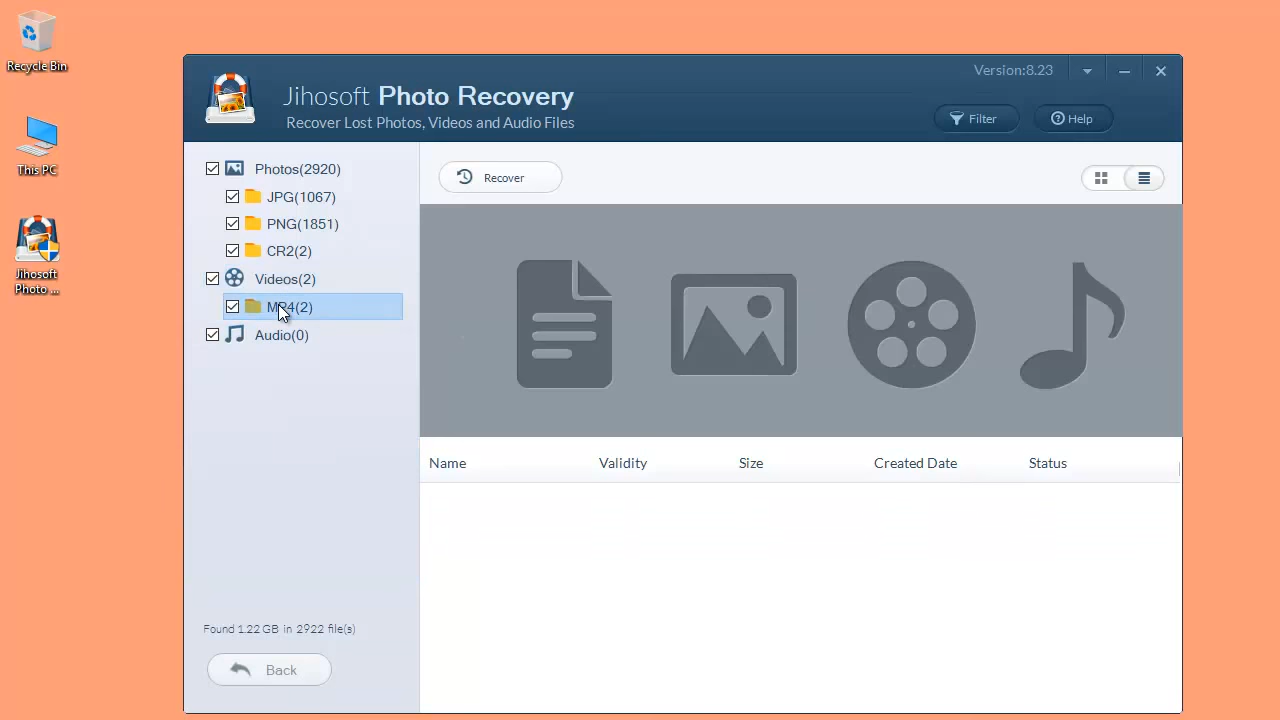 Recycle Bin
This PC
Jihosoft
Photo ...
Version:8.23
Jihosoft Photo Recovery
Recover Lost Photos, Videos and Audio Files
Filter
Help
Photos(2920)
JPG(1067)
PNG(1851)
CR2(2)
Videos(2)
MP4(2)
Audio(0)
Found 1.22 GB in 2922 file(s)
Back
Recover
Name Validity Size Created Date Status